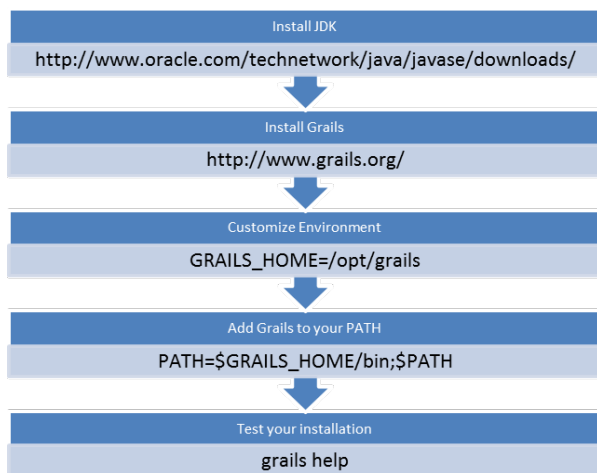 Install JDK
http://www.oracle.com/technetwork/java/javase/downloads/
Install Grails
http://www.grails.org/
Customize Environment
GRAILS_HOME=/opt/grails
Add Grails to your PATH
PATH=$GRAILS_HOME/bin;$PATH
Test your installation
grails help